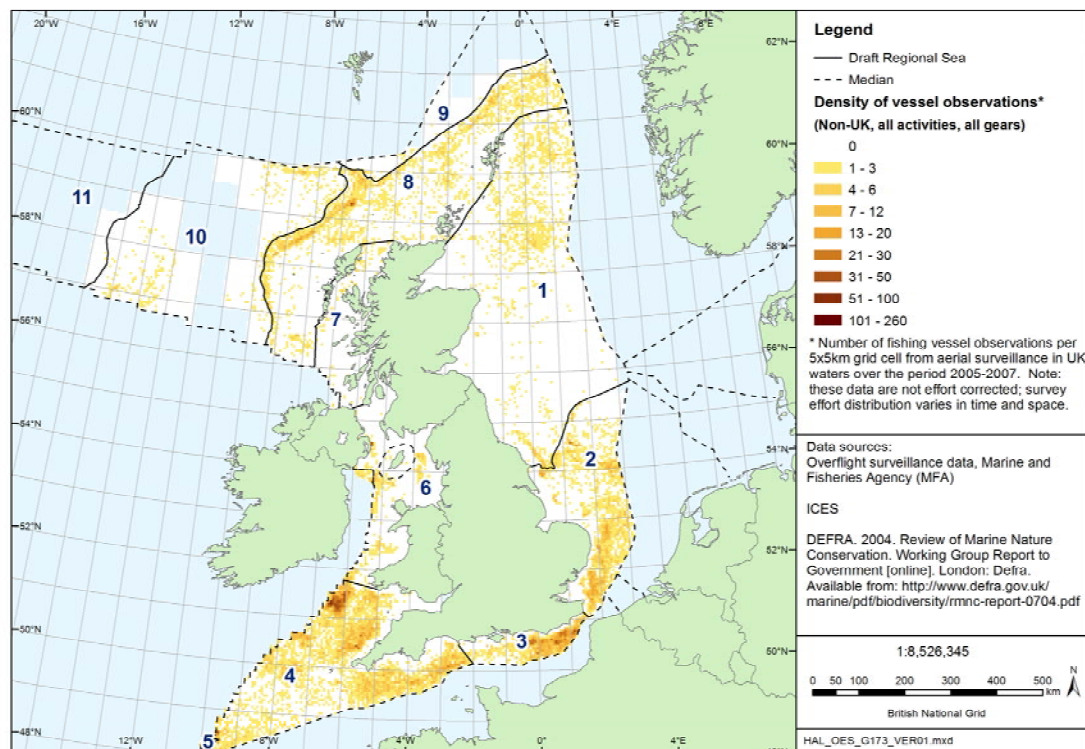 20°W
16°W
12°W
8°W
4°W
0°
4°E
8°E
62°N
60°N
58°N
56°N
54°N
52°N
50°N
60°N
58°N
56°N
54°N
52°N
50°N
48°N
12°W
8°W
4°W
0°
4°E
9
8
11
10
1
7
2
6
3
4
5
Legend
Draft Regional Sea
Median
Density of vessel observations*
(Non-UK, all activities, all gears)
0
1 - 3
4 - 6
7 - 12
13 - 20
21 - 30
31 - 50
51 - 100
101 - 260
* Number of fishing vessel observations per
5x5km grid cell from aerial surveillance in UK
waters over the period 2005-2007. Note:
these data are not effort corrected; survey
effort distribution varies in time and space.
Data sources:
Overflight surveillance data, Marine and
Fisheries Agency (MFA)
ICES
DEFRA. 2004. Review of Marine Nature
Conservation. Working Group Report to
Government [online]. London: Defra.
Available from: http://www.defra.gov.uk/
marine/pdf/biodiversity/rmnc-report-0704.pdf
1:8,526,345
N
0 50 100 200 300 400 500
km
British National Grid
HAL_OES_G173_VER01.mxd